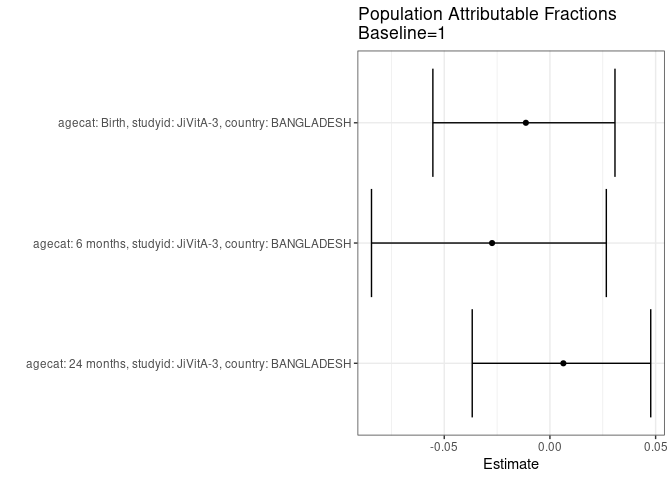 Population Attributable Fractions
Baseline=1
agecat: Birth, studyid: JiVitA-3, country: BANGLADESH
agecat: 6 months, studyid: JiVitA-3, country: BANGLADESH
agecat: 24 months, studyid: JiVitA-3, country: BANGLADESH
-0.05 0.00 0.05
Estimate